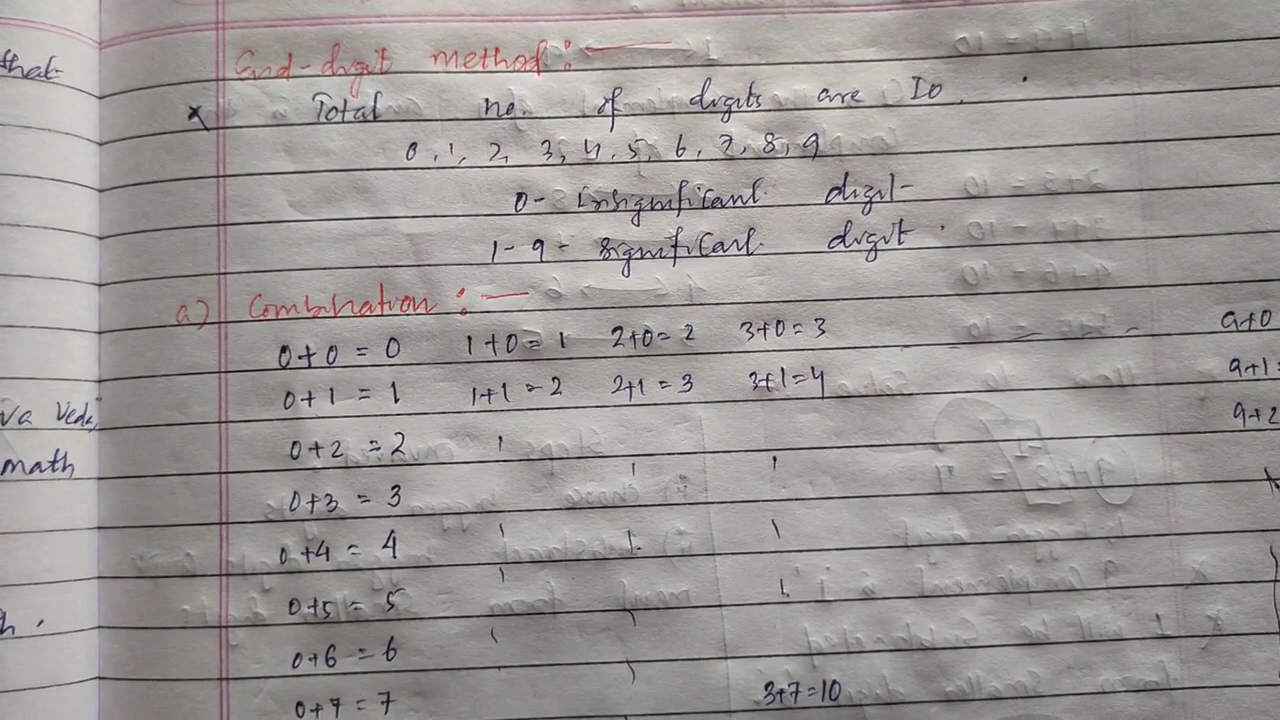 that
End-digit method :
x Total no. of digits are 10.
0, 1, 2, 3, 4, 5, 6, 7, 8, 9
0 - Insignificant digit
1 - 9 - Significant digit
a) Combination : —
0+0 = 0 1+0 = 1 2+0 = 2 3+0 = 3 9+0
0+1 = 1 1+1 = 2 2+1 = 3 3+1 = 4 9+1 =
va Veda, 9+2
0+2 = 2
math
0+3 = 3
0+4 = 4
0+5 = 5
0+6 = 6
0+7 = 7 3+7 = 10